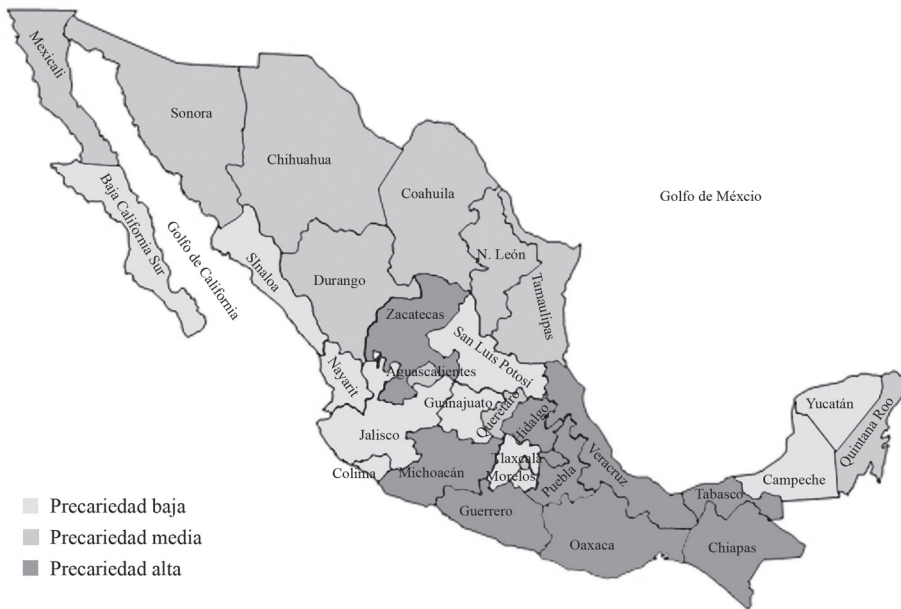 Mexicali
Sonora
Chihuahua
Coahuila
Golfo de Méxcio
Baja California Sur
Golfo de California
SInaloa
Durango
N. León
Tamaulipas
Zacatecas
San Luis Potosí
Nayarit
Aguascalientes
Guanajuato
Querétaro
Hidalgo
Yucatán
Quintana Roo
Jalisco
Colima
Michoacán
Tlaxcala
Morelos
Puebla
Veracruz
Campeche
Tabasco
Guerrero
Oaxaca
Chiapas
Precariedad baja
Precariedad media
Precariedad alta